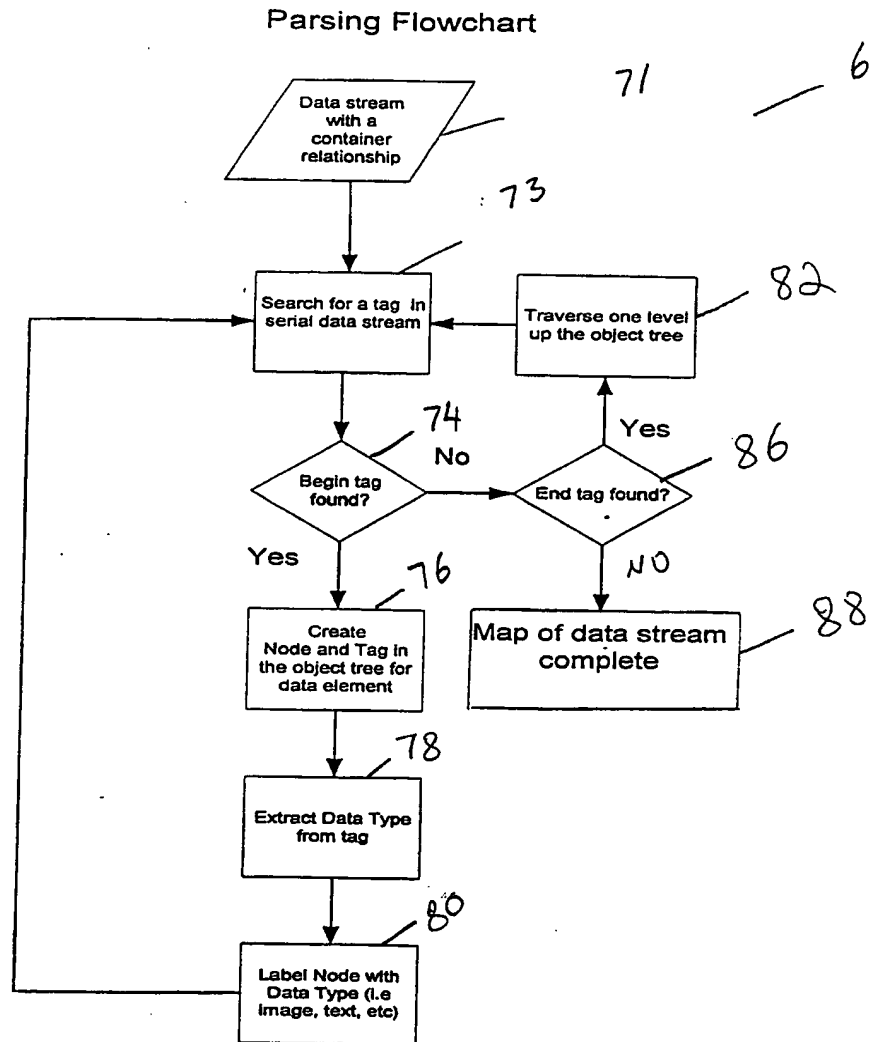 Parsing Flowchart
71
6
Data stream
with a
container
relationship
73
Search for a tag in
serial data stream
Traverse one level
up the object tree
82
74
No
Yes
86
Begin tag
found?
End tag found?
Yes
76
NO
88
Create
Node and Tag in
the object tree for
data element
Map of data stream
complete
78
Extract Data Type
from tag
80
Label Node with
Data Type (i.e
image, text, etc)